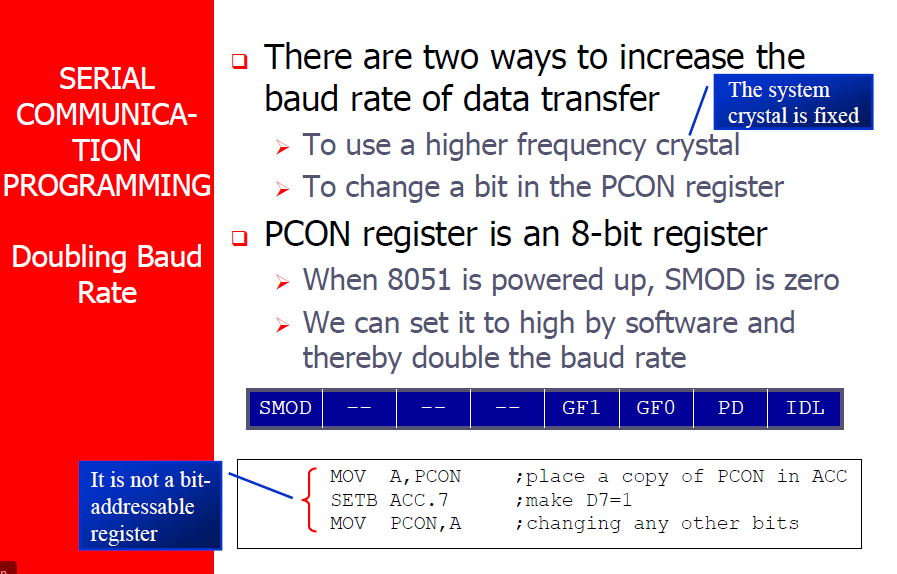 SERIAL
COMMUNICA-
TION
PROGRAMMING
Doubling Baud
Rate
There are two ways to increase the
baud rate of data transfer
The system
crystal is fixed
To use a higher frequency crystal
To change a bit in the PCON register
PCON register is an 8-bit register
When 8051 is powered up, SMOD is zero
We can set it to high by software and
thereby double the baud rate
SMOD -- -- -- GF1 GF0 PD IDL
It is not a bit-
addressable
register
MOV A,PCON ;place a copy of PCON in ACC
SETB ACC.7 ;make D7=1
MOV PCON,A ;changing any other bits